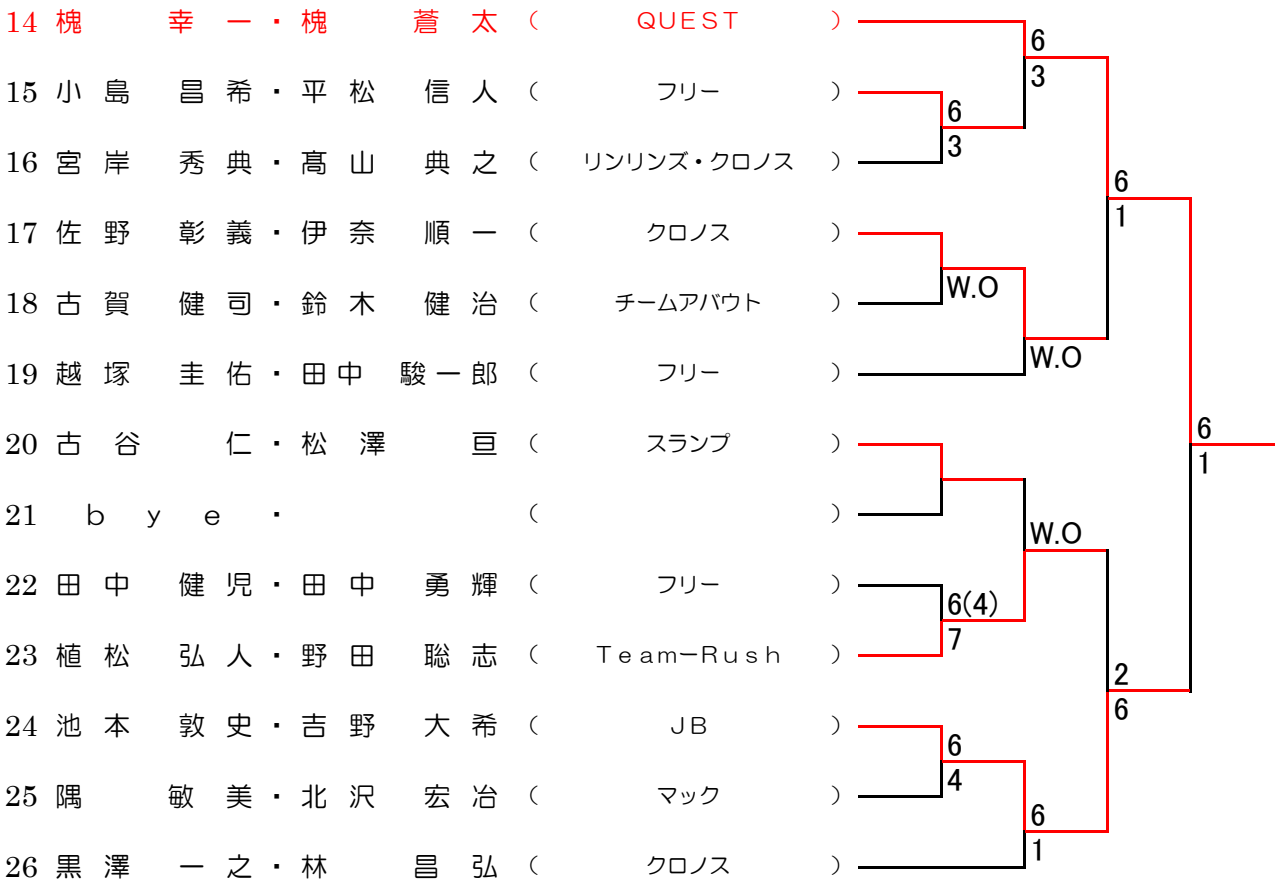 14 槐 幸 一・槐 蒼 太 ( QUEST )
6
3
15 小 島 昌 希・平 松 信 人 ( フリー )
6
3
16 宮 岸 秀 典・髙 山 典 之 ( リンリンズ・クロノス )
6
1
17 佐 野 彰 義・伊 奈 順 一 ( クロノス )
W.O
18 古 賀 健 司・鈴 木 健 治 ( チームアバウト )
W.O
19 越 塚 圭 佑・田 中 駿 一 郎 ( フリー )
6
1
20 古 谷 仁・松 澤 亘 ( スランプ )
21 b y e ・ ( )
W.O
22 田 中 健 児・田 中 勇 輝 ( フリー )
6(4)
7
23 植 松 弘 人・野 田 聡 志 ( Team-Rush )
2
6
24 池 本 敦 史・吉 野 大 希 ( JB )
6
4
25 隅 敏 美・北 沢 宏 冶 ( マック )
6
1
26 黒 澤 一 之・林 昌 弘 ( クロノス )